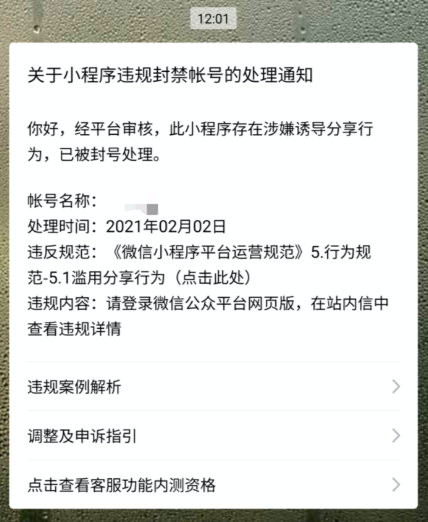 12:01
关于小程序违规封禁帐号的处理通知
你好，经平台审核，此小程序存在涉嫌诱导分享行
为，已被封号处理。
帐号名称：
处理时间：2021年02月02日
违反规范：《微信小程序平台运营规范》5.行为规
范-5.1滥用分享行为（点击此处）
违规内容：请登录微信公众平台网页版，在站内信中
查看违规详情
违规案例解析
调整及申诉指引
点击查看客服功能内测资格